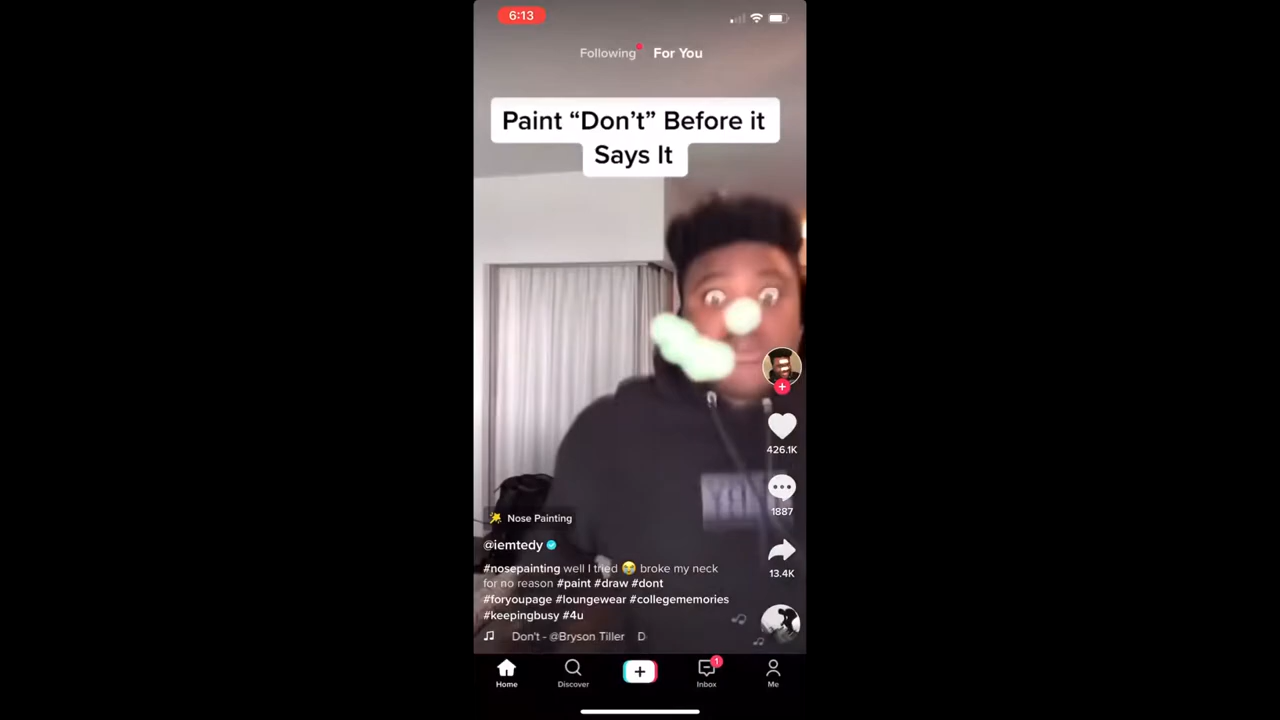 6:13
Following For You
Paint “Don’t” Before it
Says It
426.1K
1887
13.4K
Nose Painting
@iemtedy
#nosepainting well I tried 😭 broke my neck
for no reason #paint #draw #dont
#foryoupage #loungewear #collegememories
#keepingbusy #4u
Don't - @Bryson Tiller D
1
Home Discover Inbox Me